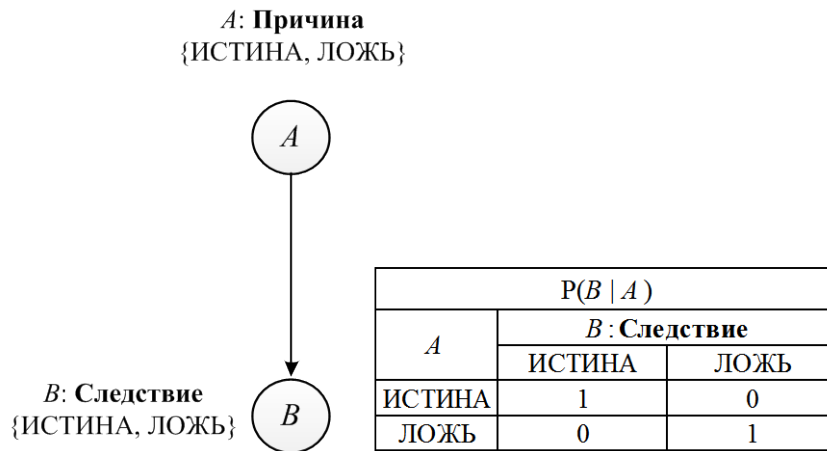 A: Причина
{ИСТИНА, ЛОЖЬ}
A
B: Следствие
{ИСТИНА, ЛОЖЬ}
B
P(B | A )
A
B : Следствие
ИСТИНА ЛОЖЬ
ИСТИНА 1 0
ЛОЖЬ 0 1